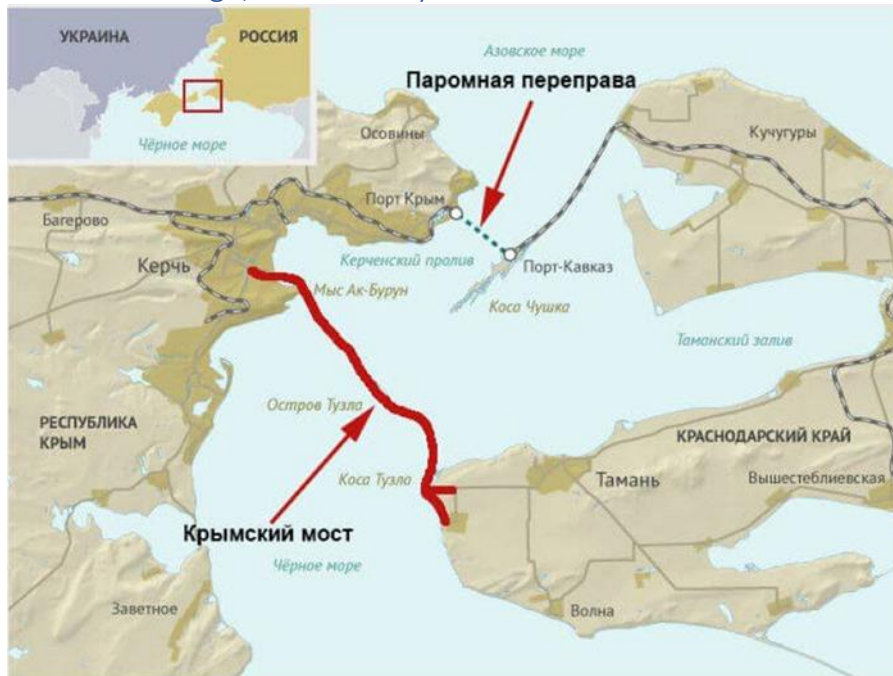 УКРАИНА
РОССИЯ
Чёрное море
Азовское море
Паромная переправа
Осовины
Кучугуры
Порт Крым
Багерово
Керченский пролив
Порт-Кавказ
Керчь
Мыс Ак-Бурун
Коса Чушка
Таманский залив
Остров Тузла
РЕСПУБЛИКА
КРЫМ
КРАСНОДАРСКИЙ КРАЙ
Коса Тузла
Тамань
Вышестеблиевская
Крымский мост
Чёрное море
Заветное
Волна